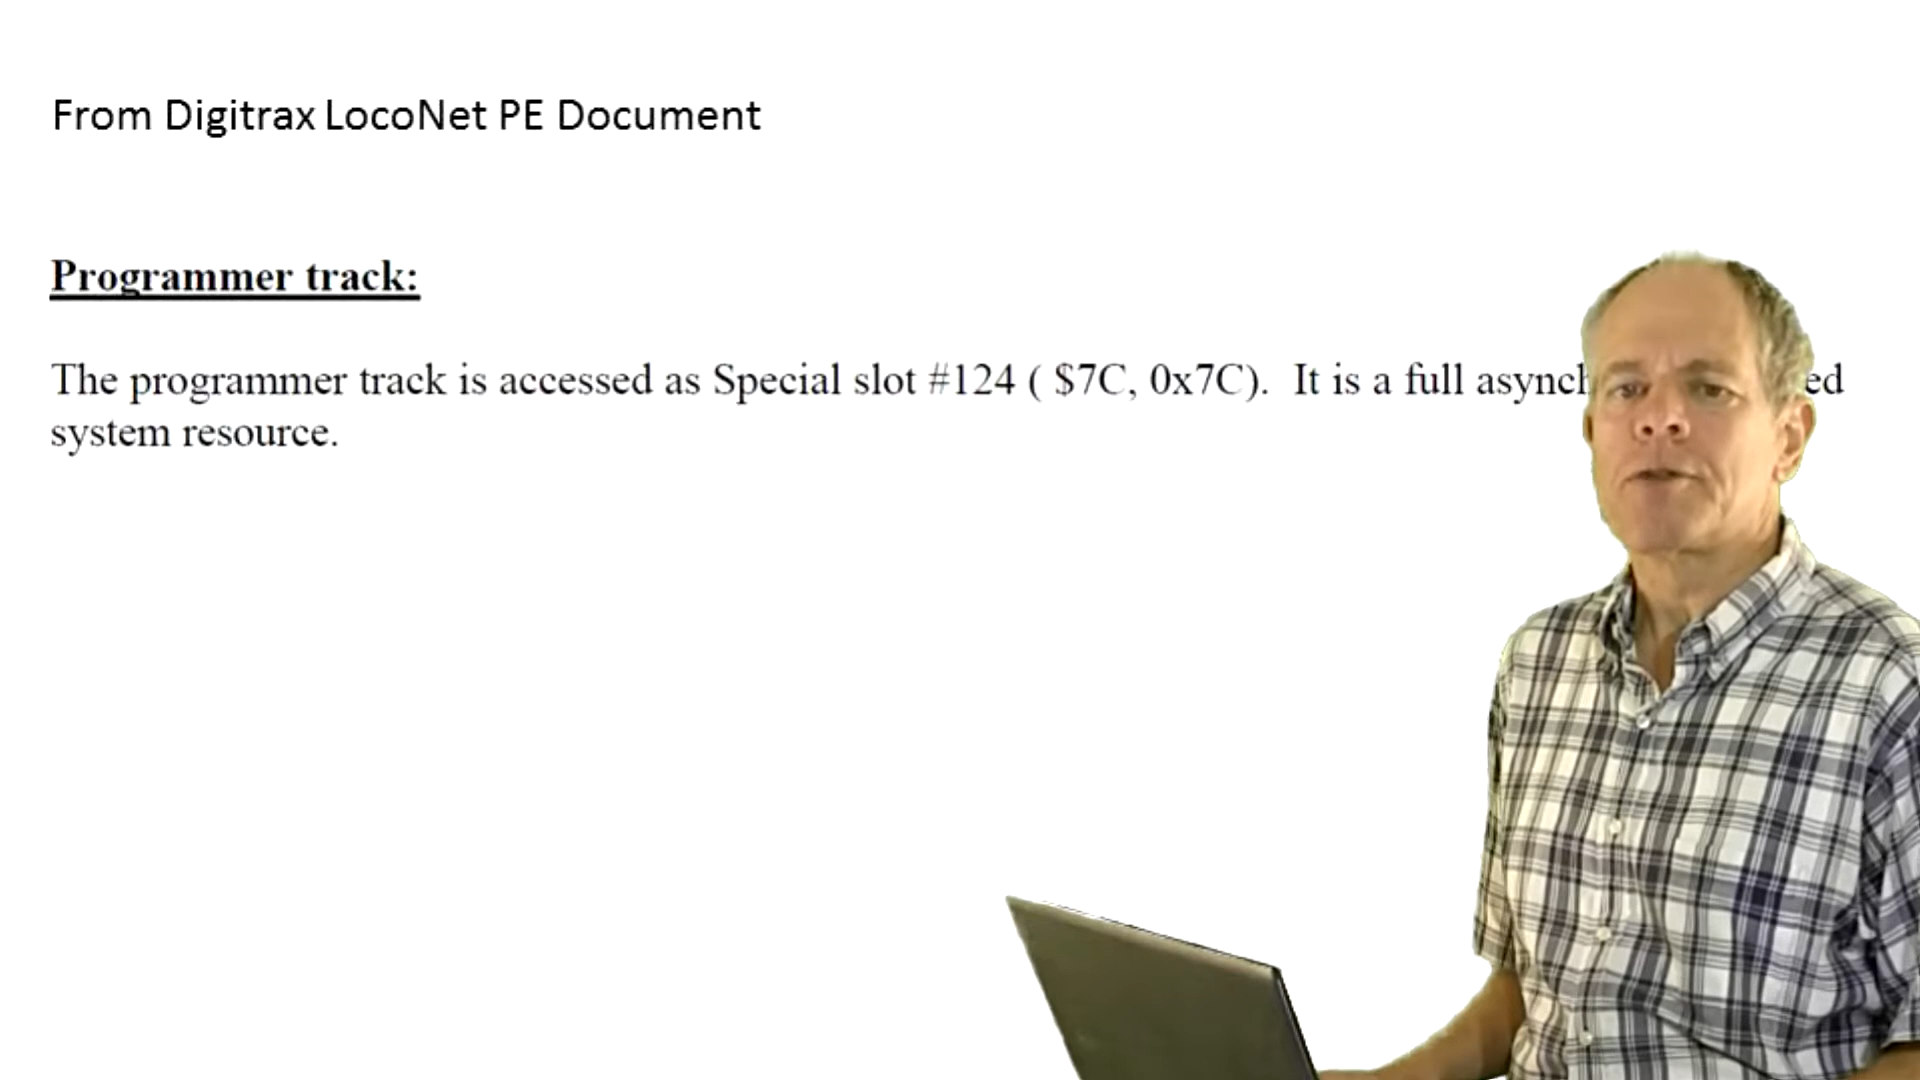 From Digitrax LocoNet PE Document
Programmer track:
The programmer track is accessed as Special slot #124 ( $7C, 0x7C). It is a full
system resource.